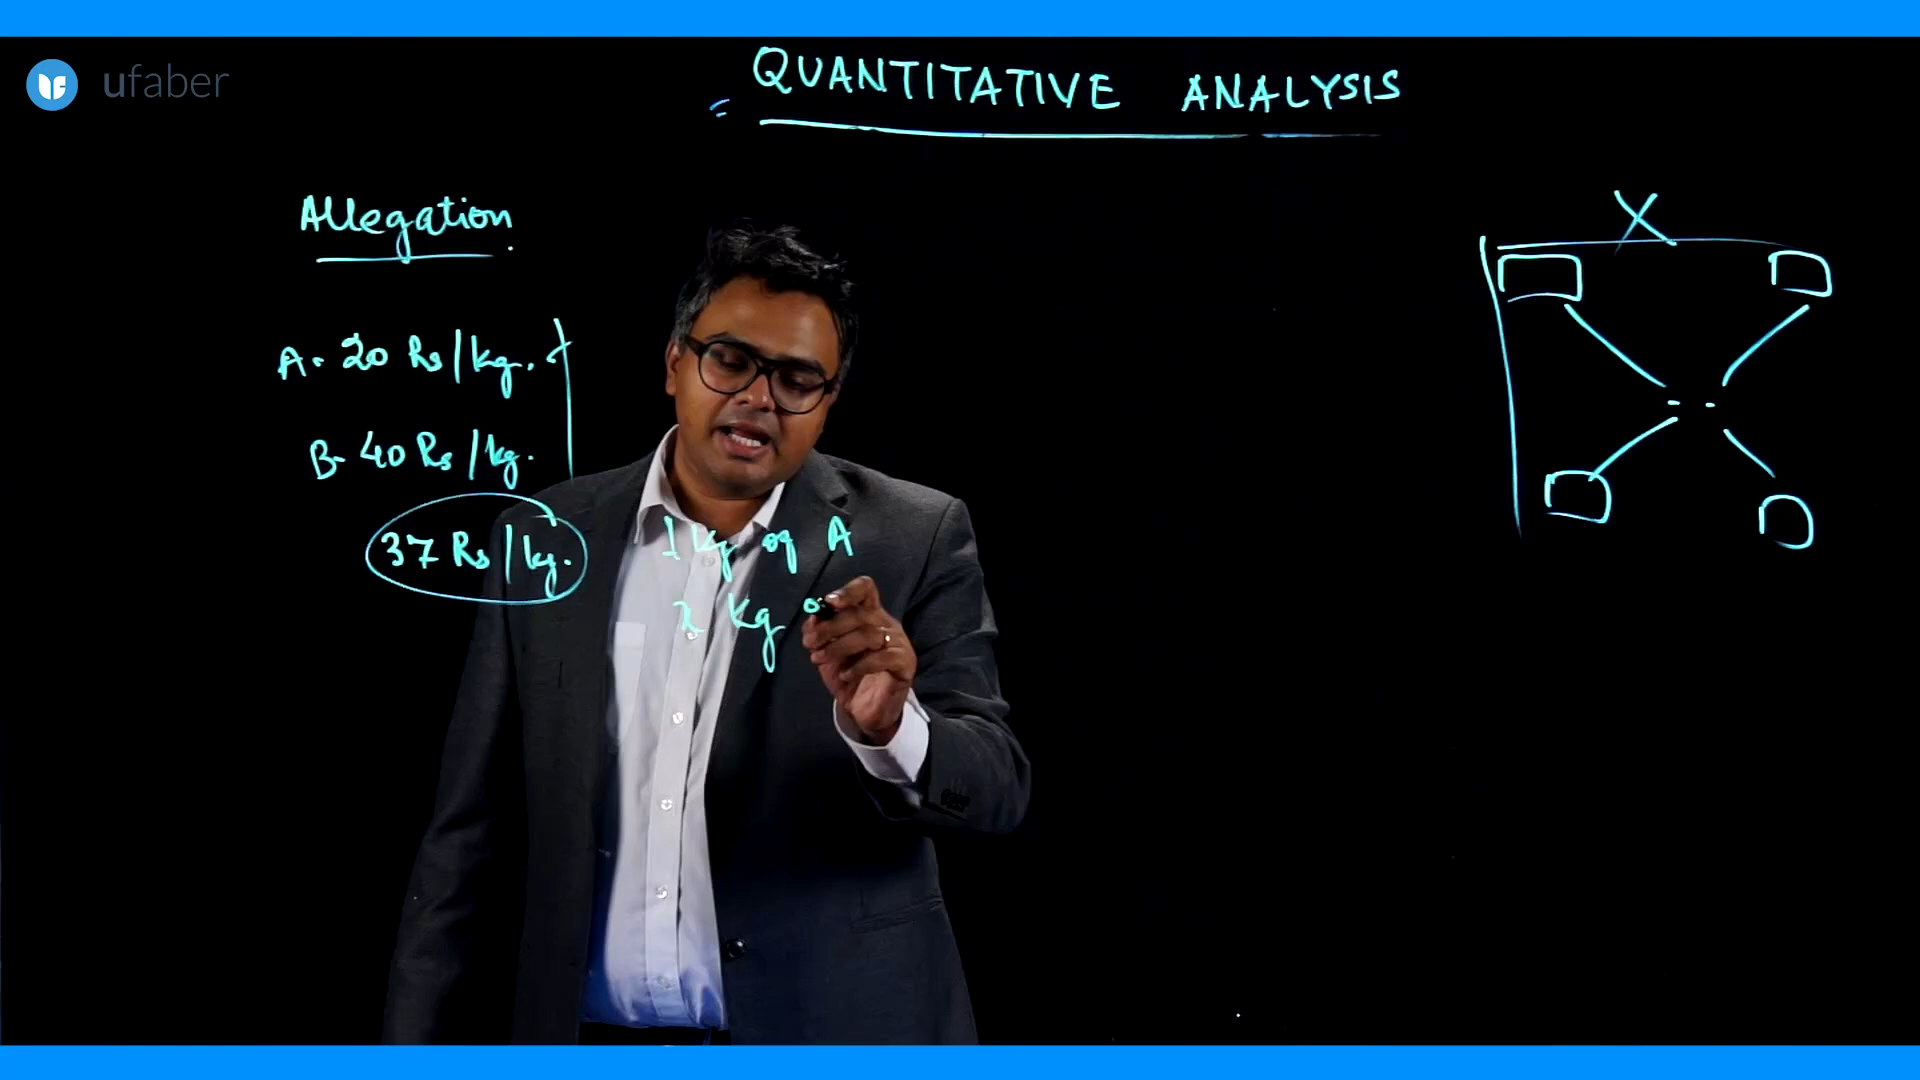 ufaber
QUANTITATIVE ANALYSIS
Allegation
A- 20 Rs/kg.
B- 40 Rs/kg.
37 Rs/kg.
1 kg of A
x kg o
X